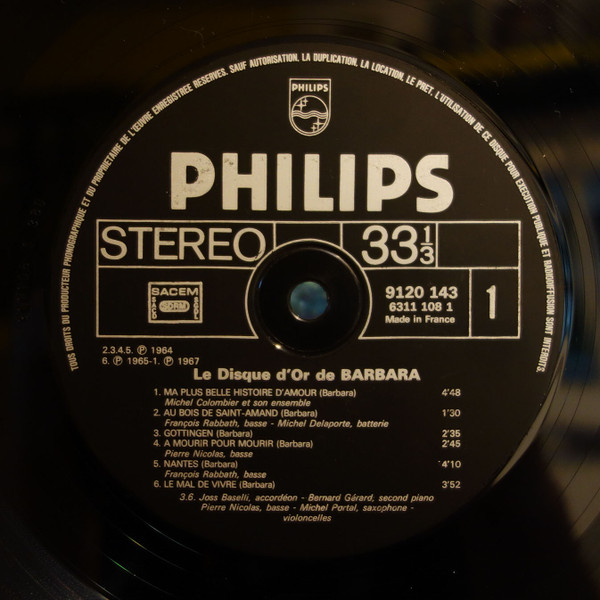 TOUS DROITS DU PRODUCTEUR PHONOGRAPHIQUE ET DU PROPRIETAIRE DE L'ŒUVRE ENREGISTREE RESERVES. SAUF AUTORISATION, LA DUPLICATION, LA LOCATION, LE PRET, L'UTILISATION DE CE DISQUE POUR EXECUTION PUBLIQUE ET RADIODIFFUSION SONT INTERDITS.
PHILIPS
PHILIPS
STEREO 33 1/3
SACEM
SACD SDRM SGDL
9120 143
6311 108 1
Made in France
1
2.3.4.5. ℗ 1964
6. ℗ 1965-1. ℗ 1967
Le Disque d'Or de BARBARA
1. MA PLUS BELLE HISTOIRE D'AMOUR (Barbara) 4'48
Michel Colombier et son ensemble
2. AU BOIS DE SAINT-AMAND (Barbara) 1'30
François Rabbath, basse - Michel Delaporte, batterie
3. GOTTINGEN (Barbara) 2'35
4. A MOURIR POUR MOURIR (Barbara) 2'45
Pierre Nicolas, basse
5. NANTES (Barbara) 4'10
François Rabbath, basse
6. LE MAL DE VIVRE (Barbara) 3'52
3.6. Joss Baselli, accordéon - Bernard Gérard, second piano
Pierre Nicolas, basse - Michel Portal, saxophone -
violoncelles